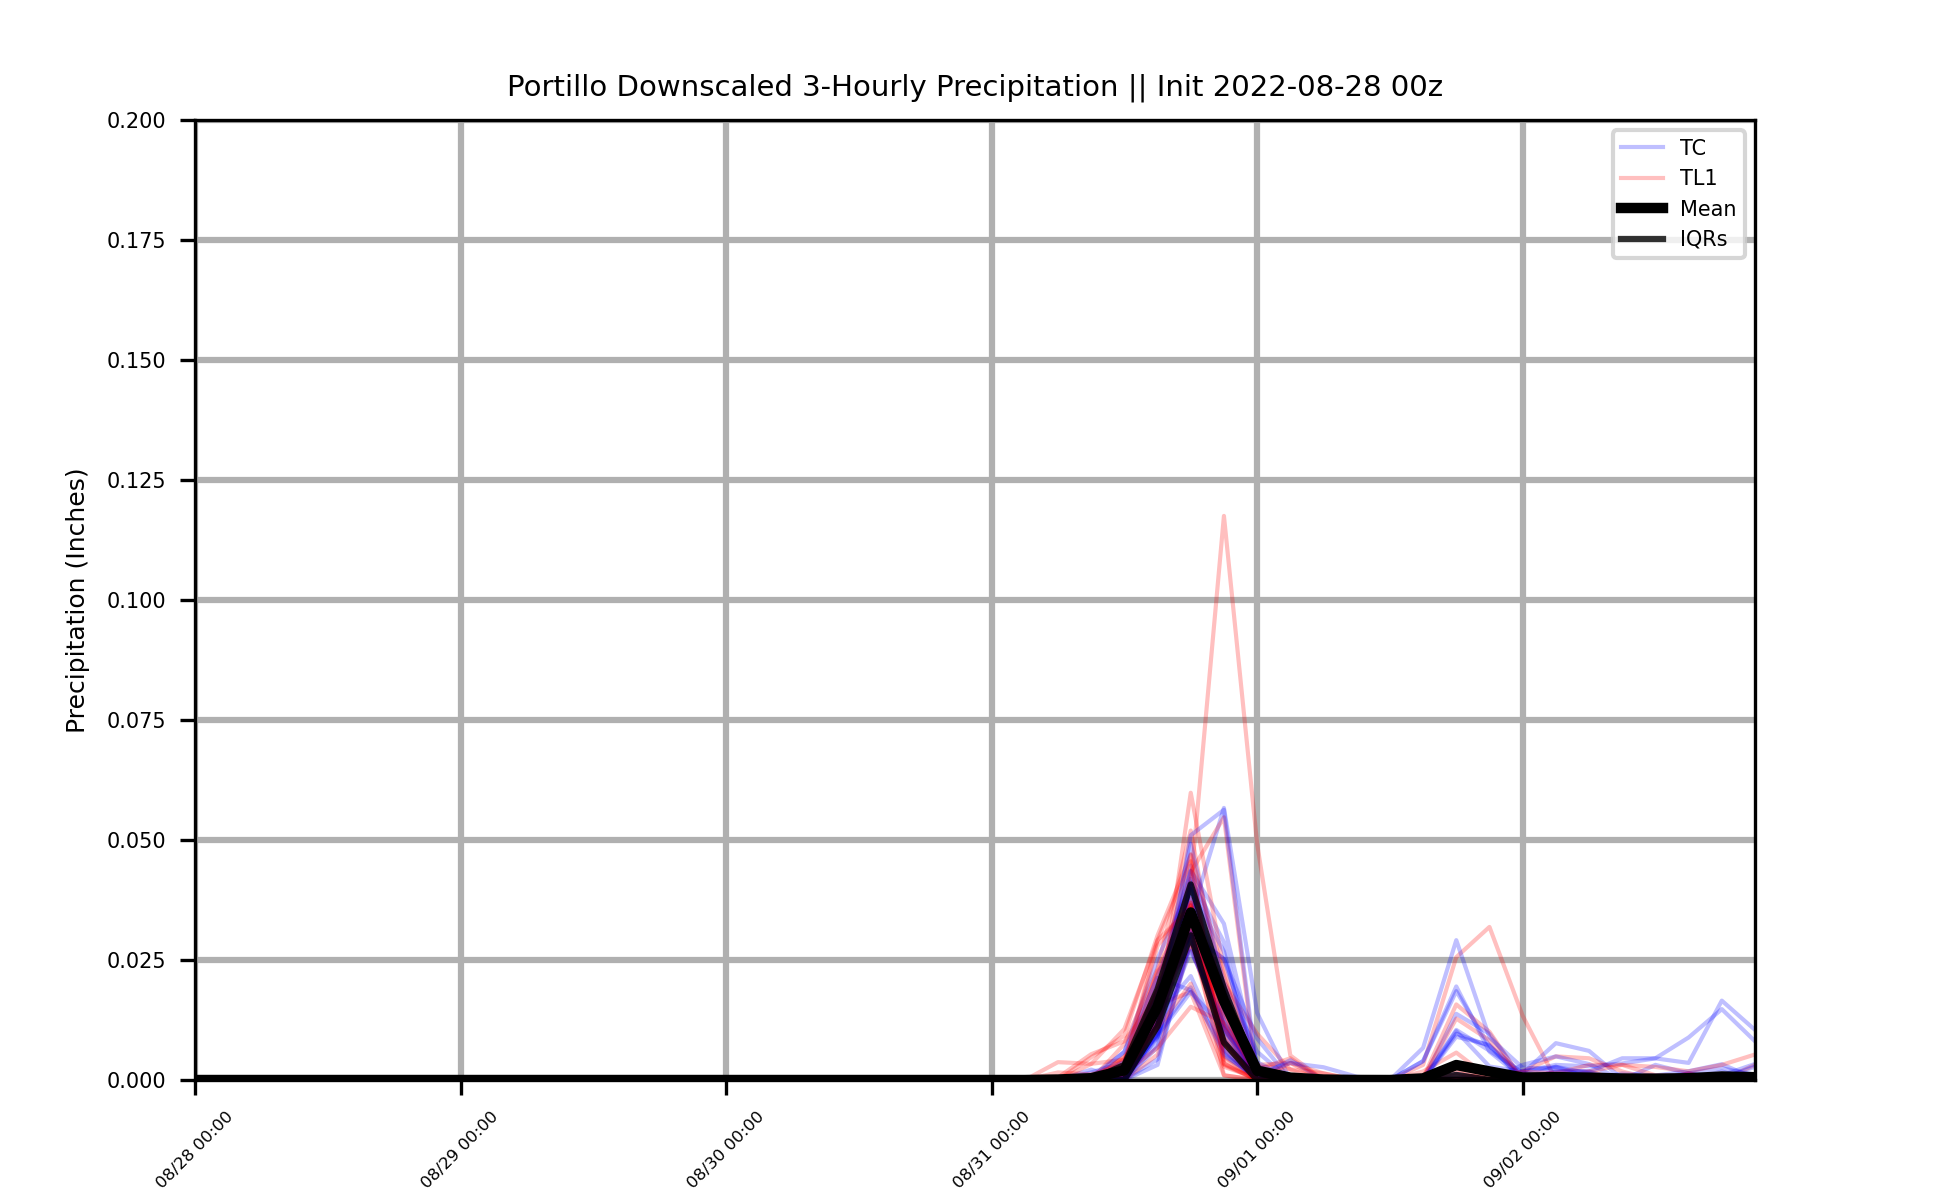 Portillo Downscaled 3-Hourly Precipitation || Init 2022-08-28 00z
TC
TL1
Mean
IQRs
Precipitation (Inches)
0.200
0.175
0.150
0.125
0.100
0.075
0.050
0.025
0.000
08/28 00:00
08/29 00:00
08/30 00:00
08/31 00:00
09/01 00:00
09/02 00:00